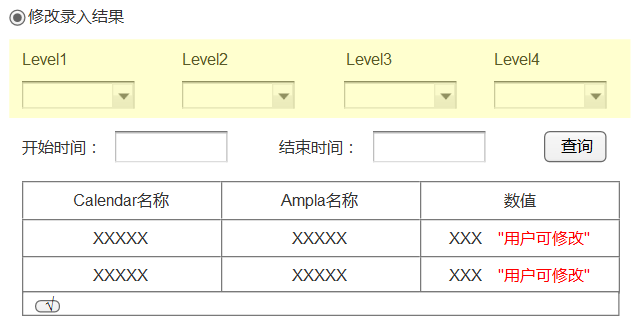 修改录入结果
Level1 Level2 Level3 Level4
开始时间： 结束时间： 查询
Calendar名称 Ampla名称 数值
XXXXX XXXXX XXX "用户可修改"
XXXXX XXXXX XXX "用户可修改"
√